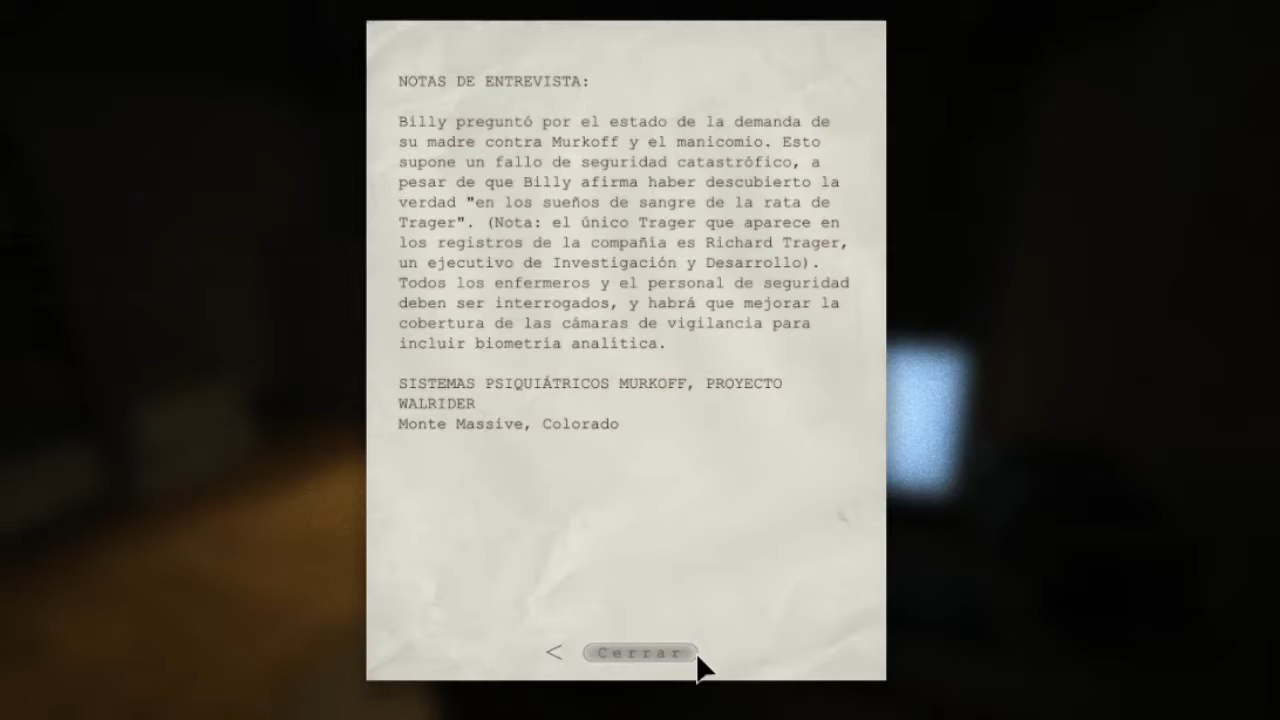 NOTAS DE ENTREVISTA:
Billy preguntó por el estado de la demanda de
su madre contra Murkoff y el manicomio. Esto
supone un fallo de seguridad catastrófico, a
pesar de que Billy afirma haber descubierto la
verdad "en los sueños de sangre de la rata de
Trager". (Nota: el único Trager que aparece en
los registros de la compañía es Richard Trager,
un ejecutivo de Investigación y Desarrollo).
Todos los enfermeros y el personal de seguridad
deben ser interrogados, y habrá que mejorar la
cobertura de las cámaras de vigilancia para
incluir biometría analítica.
SISTEMAS PSIQUIÁTRICOS MURKOFF, PROYECTO
WALRIDER
Monte Massive, Colorado
< Cerrar